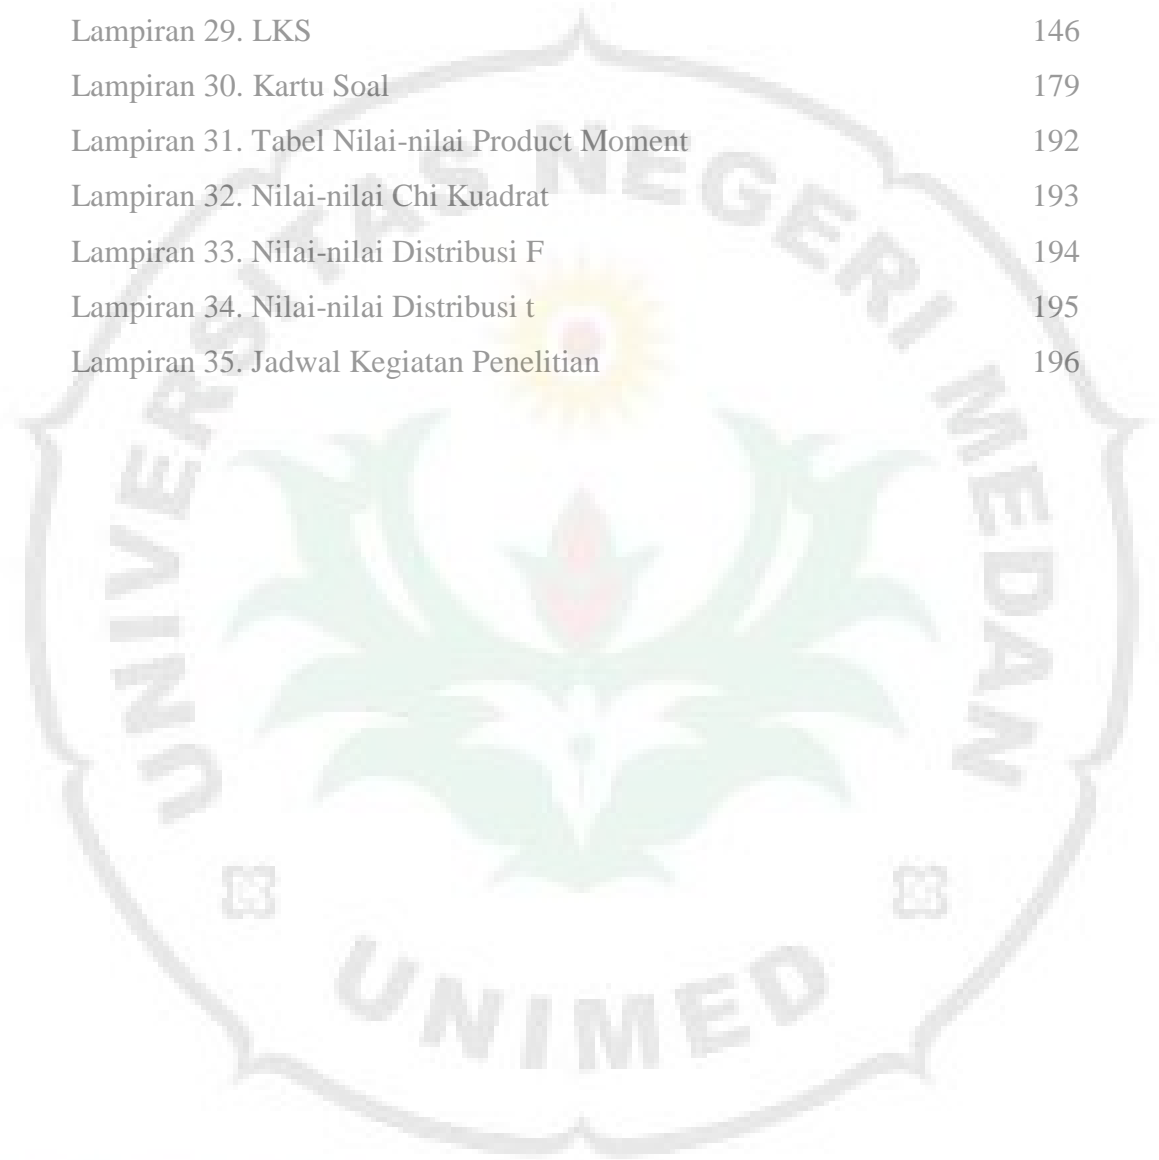 Lampiran 29. LKS 146
Lampiran 30. Kartu Soal 179
Lampiran 31. Tabel Nilai-nilai Product Moment 192
Lampiran 32. Nilai-nilai Chi Kuadrat 193
Lampiran 33. Nilai-nilai Distribusi F 194
Lampiran 34. Nilai-nilai Distribusi t 195
Lampiran 35. Jadwal Kegiatan Penelitian 196
UNIVERSITAS NEGERI MEDAN
UNIMED